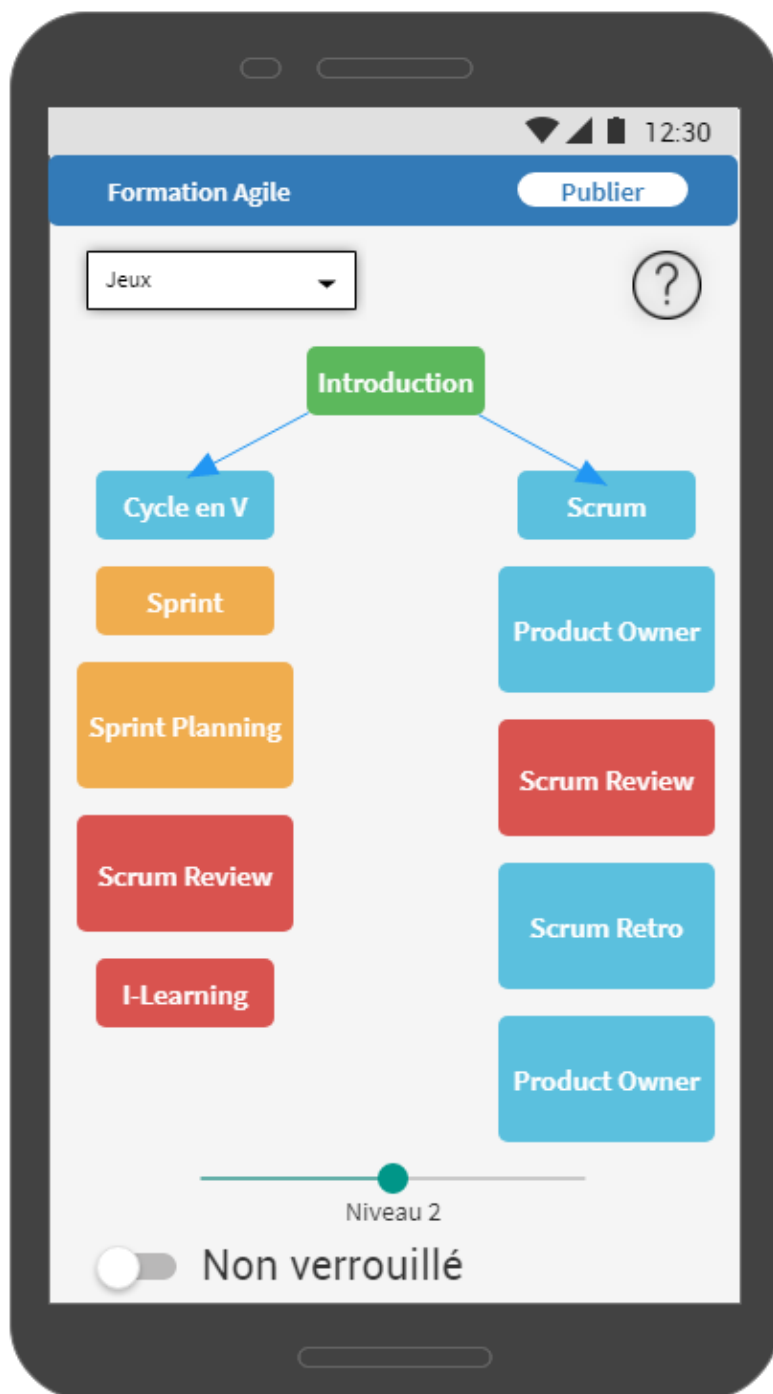 12:30
Formation Agile
Publier
Jeux
?
Introduction
Cycle en V
Scrum
Sprint
Product Owner
Sprint Planning
Scrum Review
Scrum Review
Scrum Retro
I-Learning
Product Owner
Niveau 2
Non verrouillé